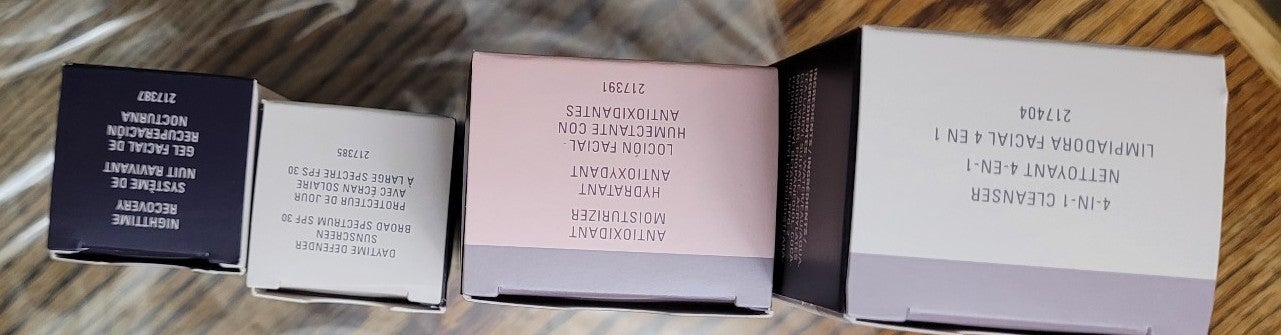 4-IN-1 CLEANSER
NETTOYANT 4-EN-1
LIMPIADORA FACIAL 4 EN 1
217404
ANTIOXIDANT
MOISTURIZER
HYDRATANT
ANTIOXYDANT
LOCIÓN FACIAL
HUMECTANTE CON
ANTIOXIDANTES
217391
DAYTIME DEFENDER
SUNSCREEN
BROAD SPECTRUM SPF 30
PROTECTEUR DE JOUR
AVEC ÉCRAN SOLAIRE
À LARGE SPECTRE FPS 30
217385
NIGHTTIME
RECOVERY
SYSTÈME DE
NUIT RAVIVANT
GEL FACIAL DE
RECUPERACIÓN
NOCTURNA
217387